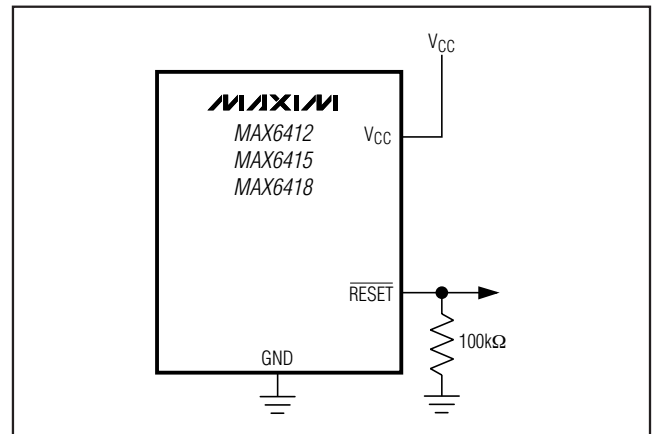 VCC
MAXIM
MAX6412
MAX6415
MAX6418
VCC
RESET
100kΩ
GND